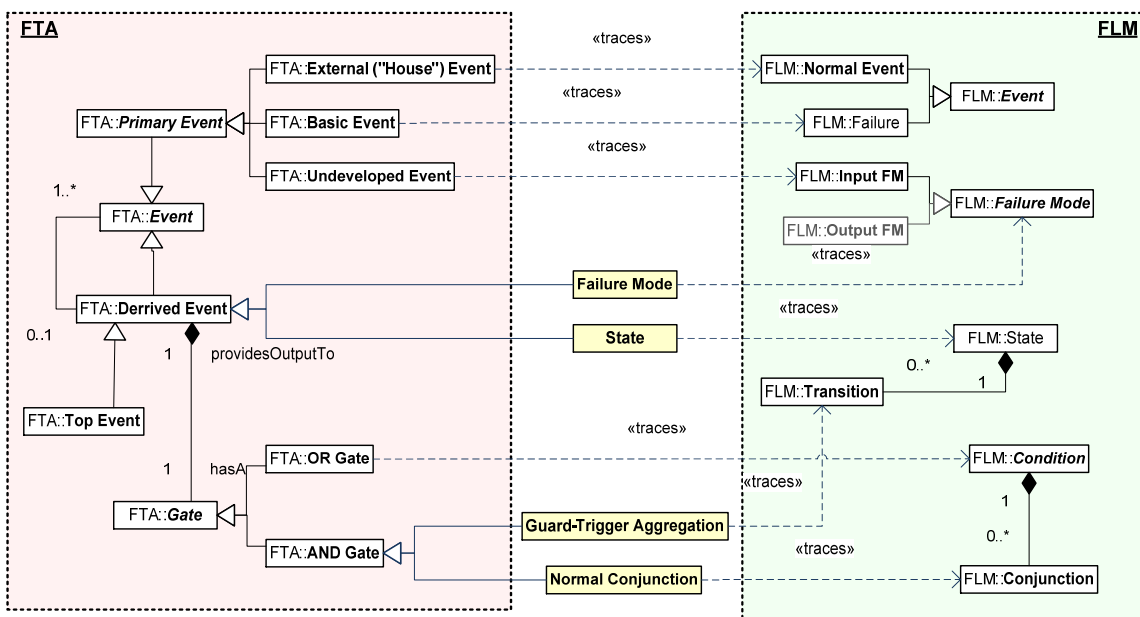 FTA
FLM
«traces»
FTA::External ("House") Event
FLM::Normal Event
«traces»
FLM::Event
FTA::Primary Event
FTA::Basic Event
FLM::Failure
«traces»
FTA::Undeveloped Event
FLM::Input FM
1..*
FTA::Event
FLM::Failure Mode
FLM::Output FM
«traces»
Failure Mode
FTA::Derrived Event
«traces»
0..1
1
providesOutputTo
State
FLM::State
0..*
1
FLM::Transition
FTA::Top Event
«traces»
1
hasA
FTA::OR Gate
FLM::Condition
«traces»
1
FTA::Gate
Guard-Trigger Aggregation
0..*
FTA::AND Gate
«traces»
Normal Conjunction
FLM::Conjunction